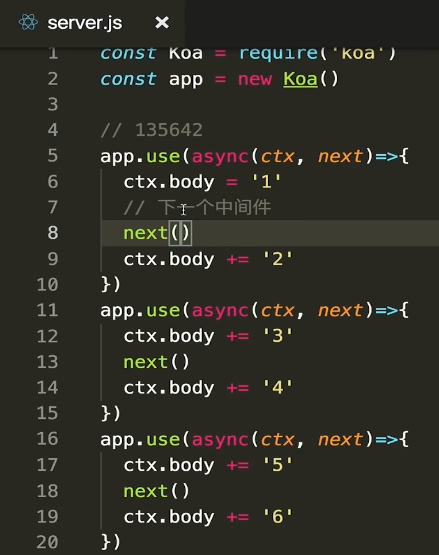 server.js ×
1 const Koa = require('koa')
2 const app = new Koa()
3
4 // 135642
5 app.use(async(ctx, next)=>{
6 ctx.body = '1'
7 // 下一个中间件
8 next()
9 ctx.body += '2'
10 })
11 app.use(async(ctx, next)=>{
12 ctx.body += '3'
13 next()
14 ctx.body += '4'
15 })
16 app.use(async(ctx, next)=>{
17 ctx.body += '5'
18 next()
19 ctx.body += '6'
20 })